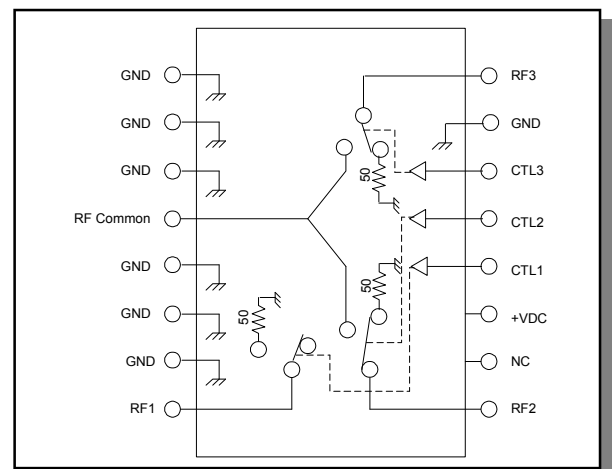 GND
GND
GND
RF Common
GND
GND
GND
RF1
RF3
GND
CTL3
CTL2
CTL1
+VDC
NC
RF2
50
50
50